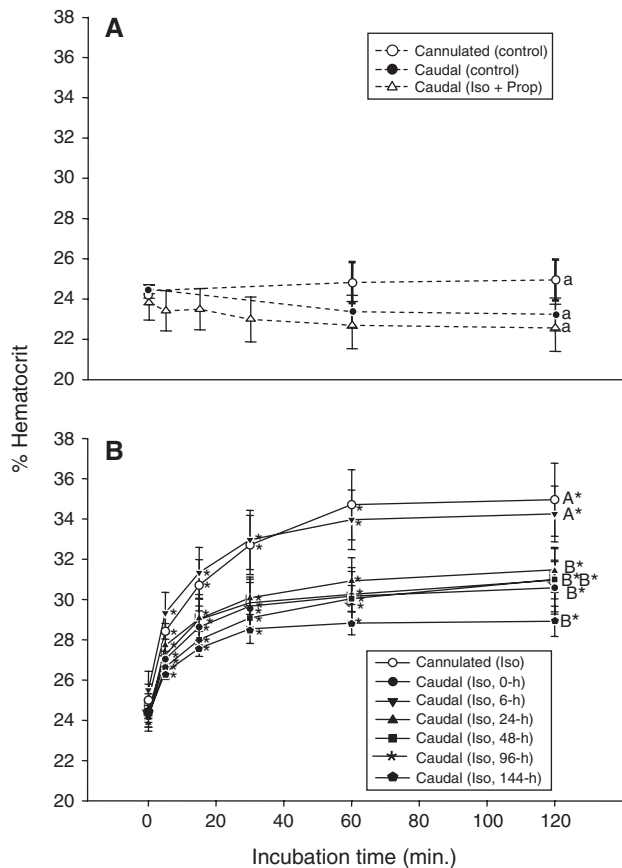 A
38
36
34
32
30
28
26
24
22
20
Cannulated (control)
Caudal (control)
Caudal (Iso + Prop)
a
a
a
% Hematocrit
B
38
36
34
32
30
28
26
24
22
20
A*
A*
B*
B*B*
B*
B*
Cannulated (Iso)
Caudal (Iso, 0-h)
Caudal (Iso, 6-h)
Caudal (Iso, 24-h)
Caudal (Iso, 48-h)
Caudal (Iso, 96-h)
Caudal (Iso, 144-h)
0 20 40 60 80 100 120
Incubation time (min.)